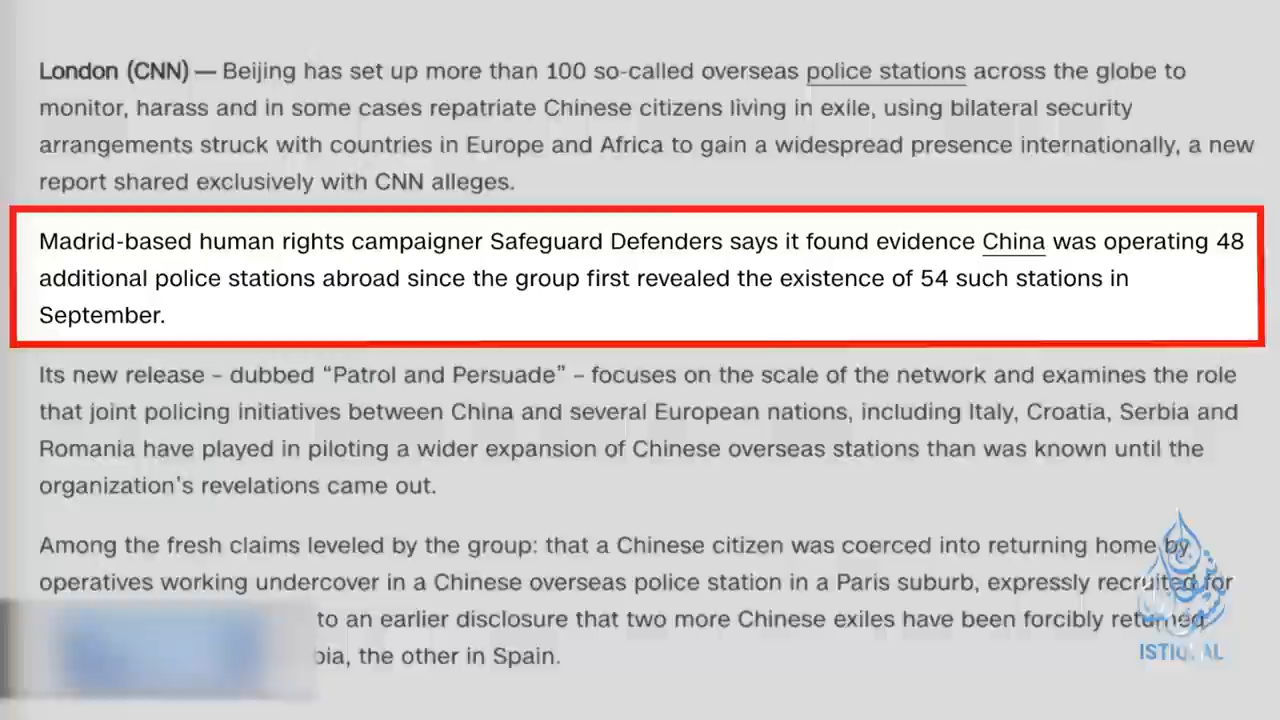 London (CNN) — Beijing has set up more than 100 so-called overseas police stations across the globe to
monitor, harass and in some cases repatriate Chinese citizens living in exile, using bilateral security
arrangements struck with countries in Europe and Africa to gain a widespread presence internationally, a new
report shared exclusively with CNN alleges.
Madrid-based human rights campaigner Safeguard Defenders says it found evidence China was operating 48
additional police stations abroad since the group first revealed the existence of 54 such stations in
September.
Its new release – dubbed “Patrol and Persuade” – focuses on the scale of the network and examines the role
that joint policing initiatives between China and several European nations, including Italy, Croatia, Serbia and
Romania have played in piloting a wider expansion of Chinese overseas stations than was known until the
organization’s revelations came out.
Among the fresh claims leveled by the group: that a Chinese citizen was coerced into returning home by
operatives working undercover in a Chinese overseas police station in a Paris suburb, expressly recruited for
to an earlier disclosure that two more Chinese exiles have been forcibly returned
the other in Spain.